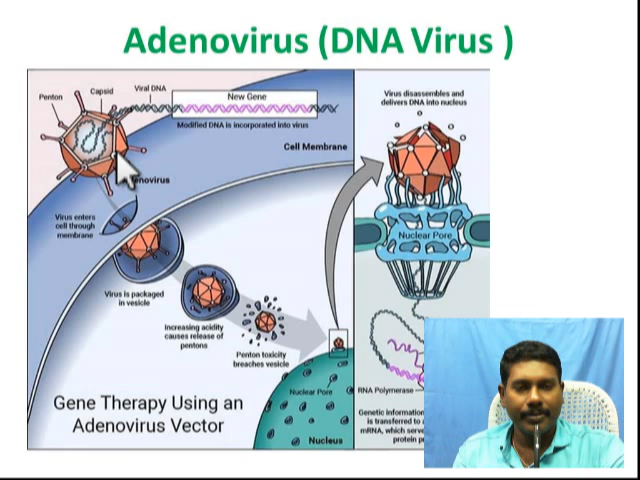 Adenovirus (DNA Virus )
Penton
Capsid
Viral DNA
New Gene
Modified DNA is incorporated into virus
Cell Membrane
Virus enters
cell through
membrane
Virus is packaged
in vesicle
Increasing acidity
causes release of
pentons
Penton toxicity
breaches vesicle
Gene Therapy Using an
Adenovirus Vector
Nuclear Pore
Nucleus
Virus disassembles and
delivers DNA into nucleus
Nuclear Pore
RNA Polymerase
Genetic information
is transferred to
mRNA, which
protein